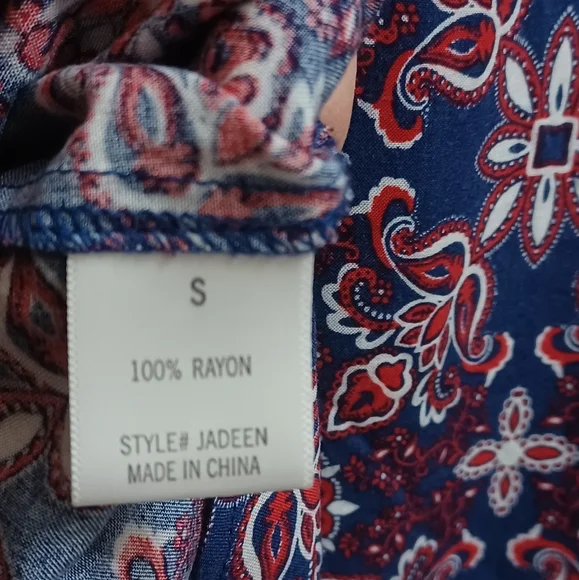 S
100% RAYON
STYLE# JADEEN
MADE IN CHINA